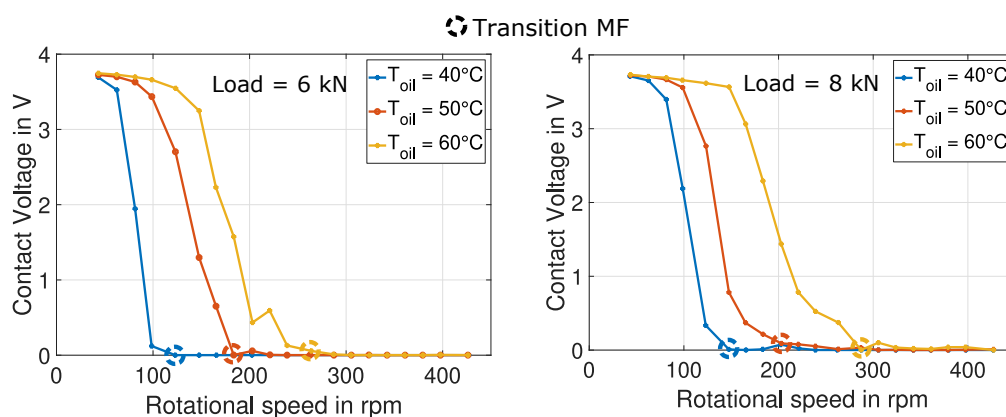 Transition MF
Load = 6 kN
T_oil = 40°C
T_oil = 50°C
T_oil = 60°C
Contact Voltage in V
4
3
2
1
0
0 100 200 300 400
Rotational speed in rpm
Load = 8 kN
T_oil = 40°C
T_oil = 50°C
T_oil = 60°C
Contact Voltage in V
4
3
2
1
0
0 100 200 300 400
Rotational speed in rpm